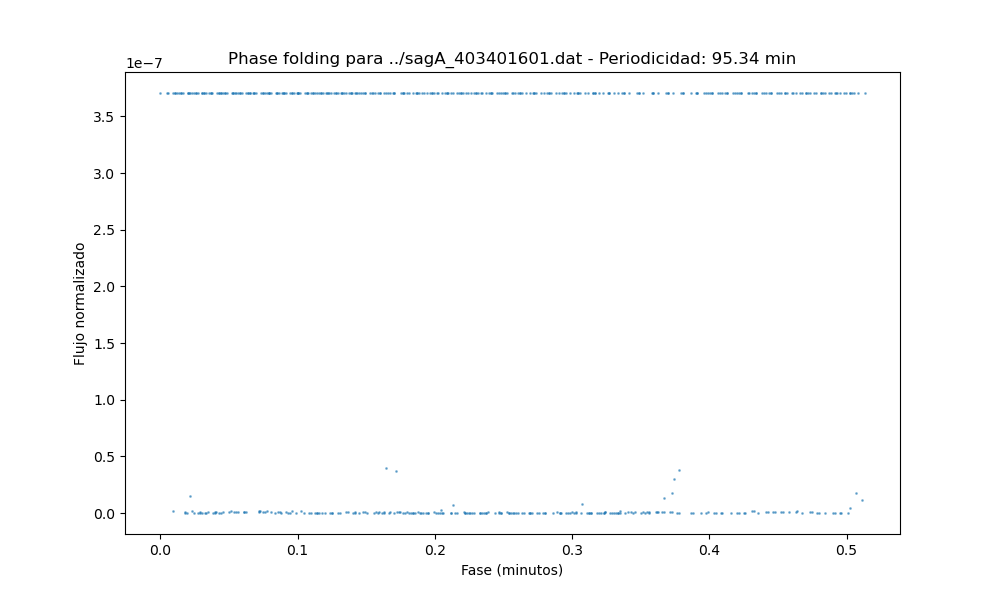 Phase folding para ../sagA_403401601.dat - Periodicidad: 95.34 min
1e−7
3.5
3.0
2.5
2.0
1.5
1.0
0.5
0.0
Flujo normalizado
0.0 0.1 0.2 0.3 0.4 0.5
Fase (minutos)